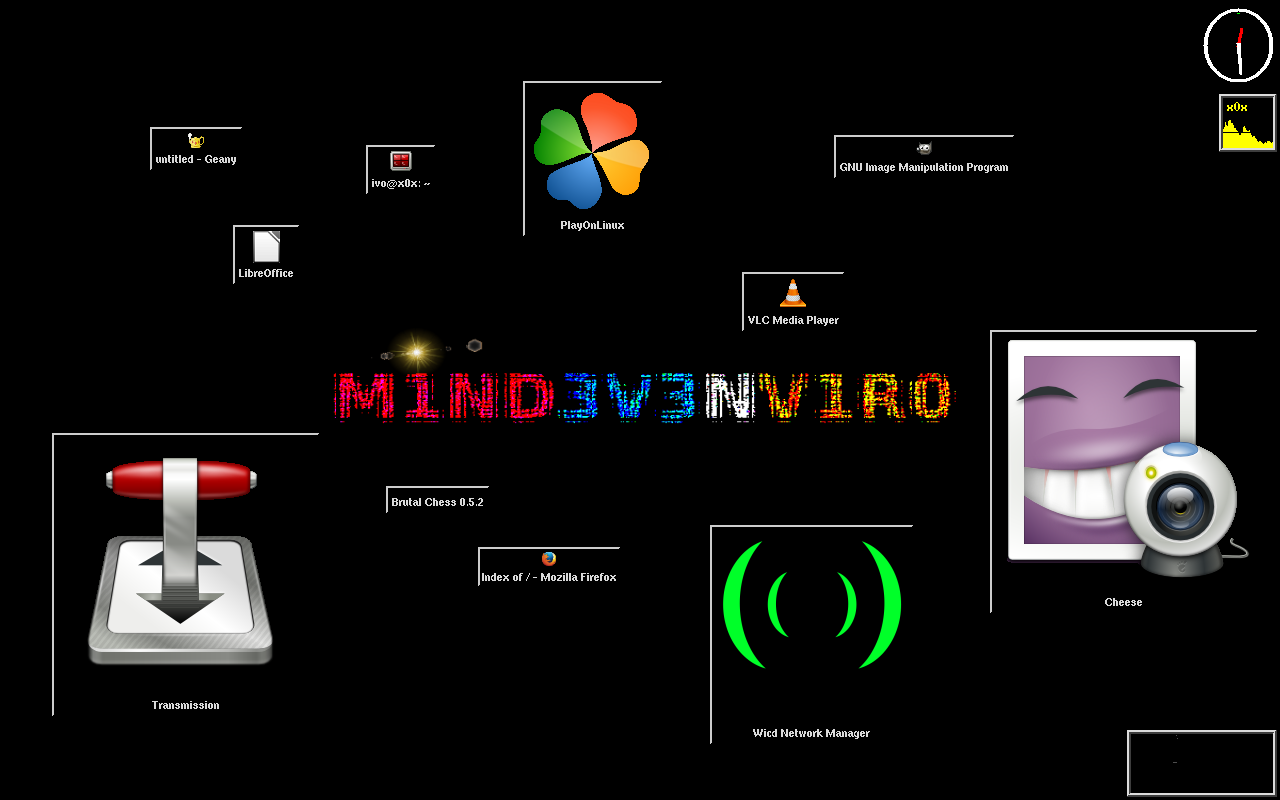 x0x
untitled - Geany
ivo@x0x: ~
PlayOnLinux
GNU Image Manipulation Program
LibreOffice
VLC Media Player
M1ND3V3NV1RO
Brutal Chess 0.5.2
Index of / - Mozilla Firefox
Cheese
Transmission
Wicd Network Manager